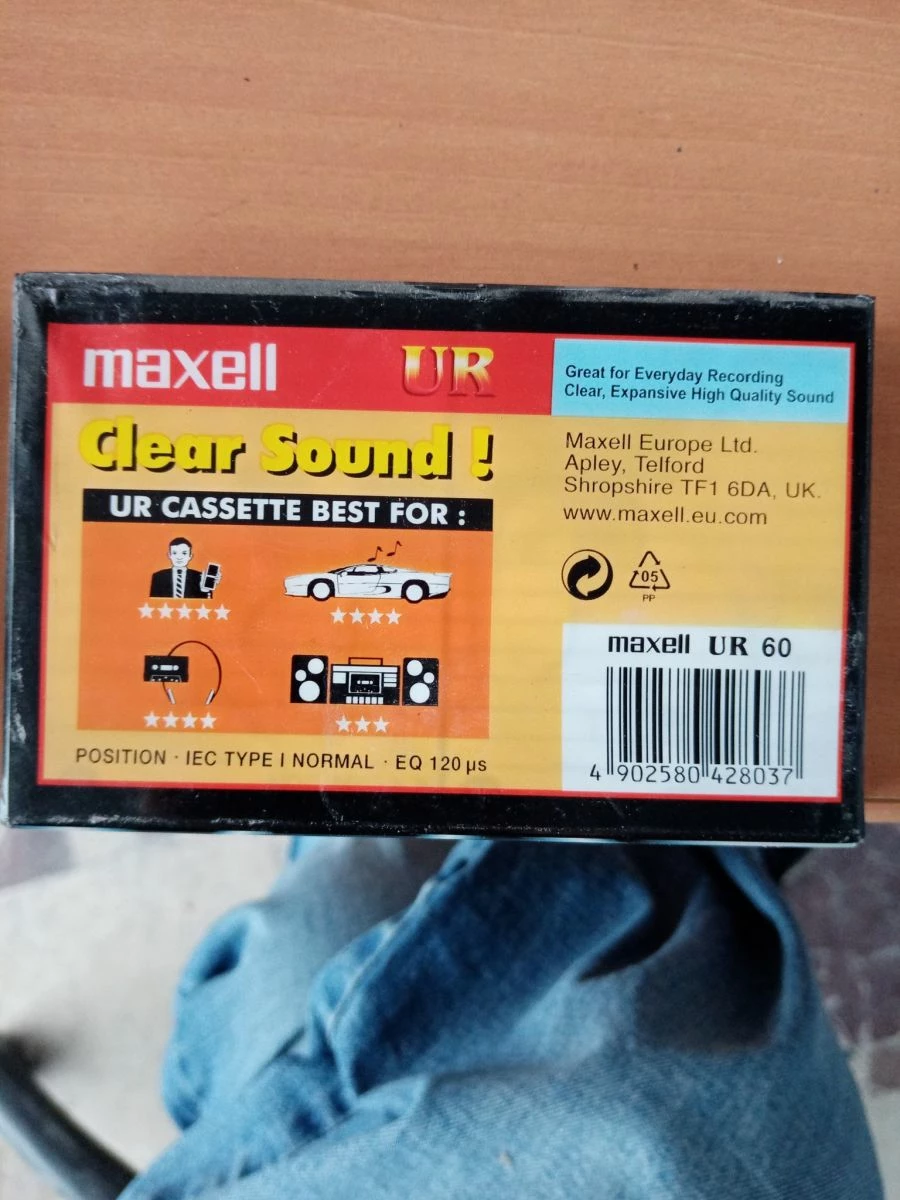 maxell UR
Great for Everyday Recording
Clear, Expansive High Quality Sound
Clear Sound !
UR CASSETTE BEST FOR :
POSITION · IEC TYPE I NORMAL · EQ 120 µs
Maxell Europe Ltd.
Apley, Telford
Shropshire TF1 6DA, UK.
www.maxell.eu.com
05
PP
maxell UR 60
4 902580 428037